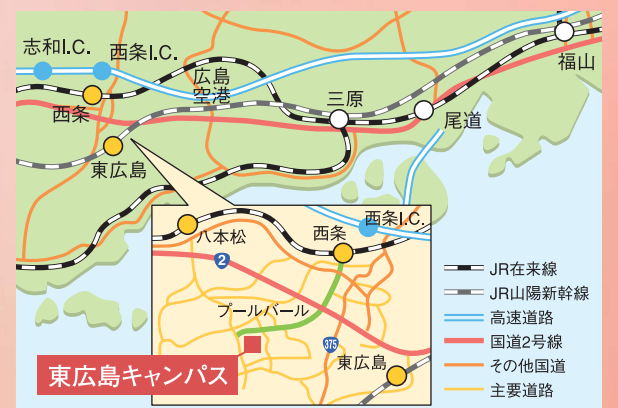 志和I.C.
西条I.C.
広島
空港
西条
東広島
三原
尾道
福山
西条I.C.
八本松
西条
2
プールバール
375
東広島
東広島キャンパス
JR在来線
JR山陽新幹線
高速道路
国道2号線
その他国道
主要道路